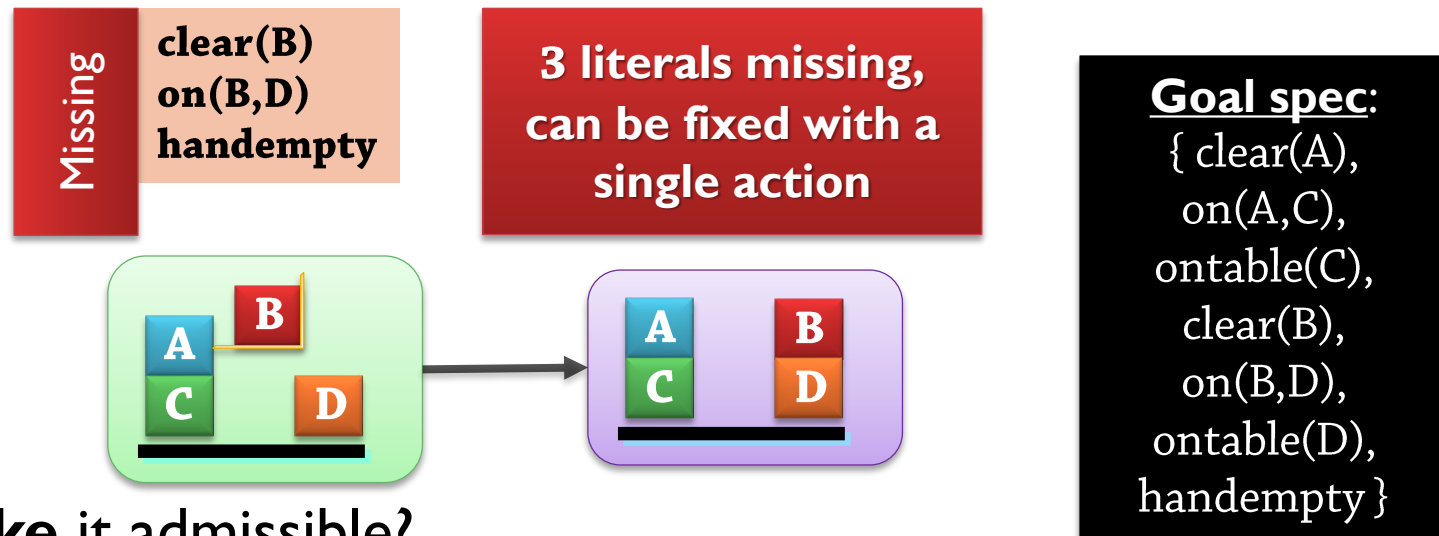 Missing
clear(B)
on(B,D)
handempty
3 literals missing,
can be fixed with a
single action
Goal spec:
{ clear(A),
on(A,C),
ontable(C),
clear(B),
on(B,D),
ontable(D),
handempty }
A
B
C
D
A
B
C
D
ke it admissible?